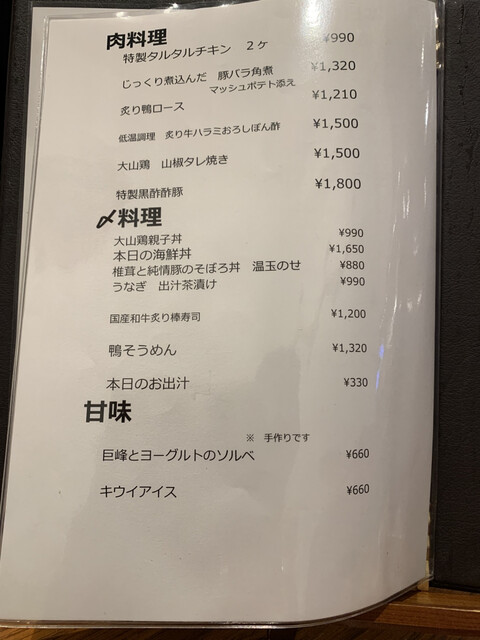 肉料理
特製タルタルチキン 2ヶ ¥990
じっくり煮込んだ 豚バラ角煮 ¥1,320
マッシュポテト添え
炙り鴨ロース ¥1,210
低温調理 炙り牛ハラミおろしぽん酢 ¥1,500
大山鶏 山椒タレ焼き ¥1,500
特製黒酢酢豚 ¥1,800
〆料理
大山鶏親子丼 ¥990
本日の海鮮丼 ¥1,650
椎茸と純情豚のそぼろ丼 温玉のせ ¥880
うなぎ 出汁茶漬け ¥990
国産和牛炙り棒寿司 ¥1,200
鴨そうめん ¥1,320
本日のお出汁 ¥330
甘味
※ 手作りです
巨峰とヨーグルトのソルベ ¥660
キウイアイス ¥660